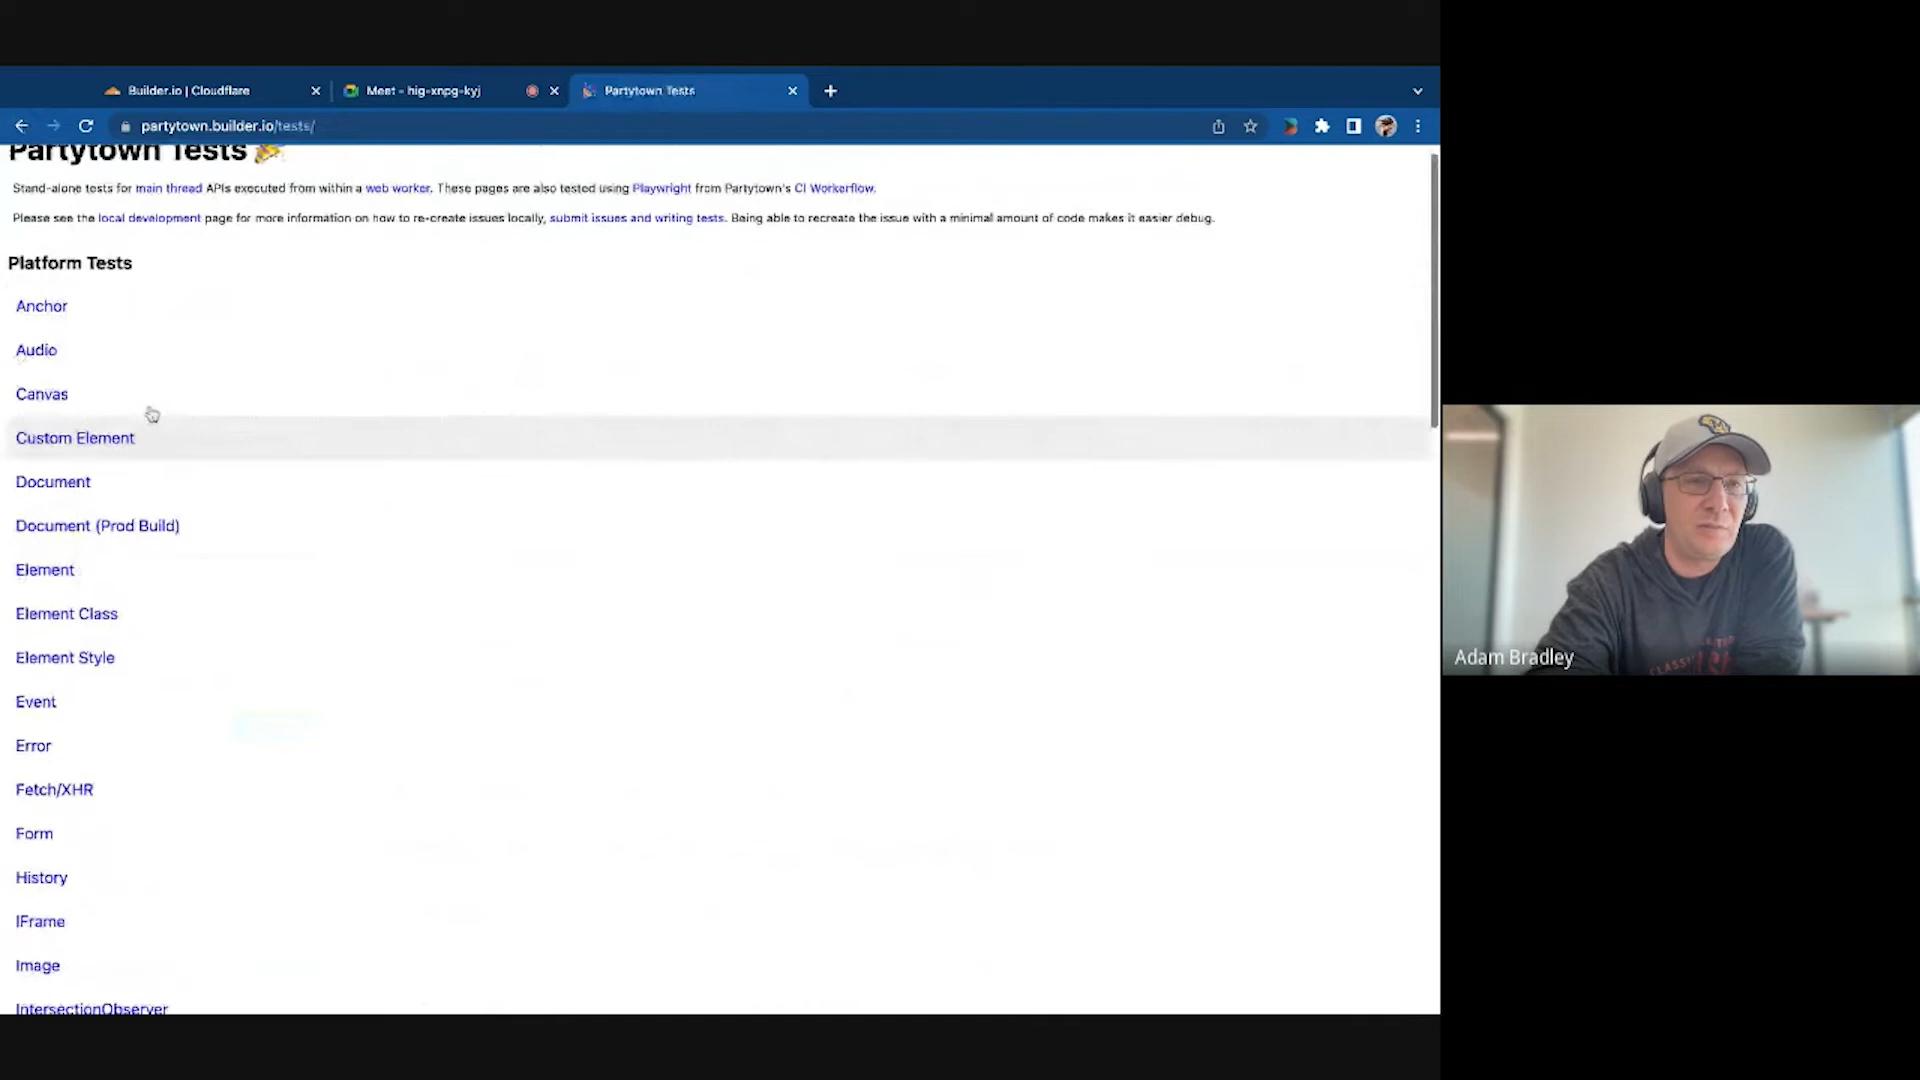 Builder.io | Cloudflare
Meet - hig-xnpg-kyj
Partytown Tests
partytown.builder.io/tests/
Partytown Tests
Stand-alone tests for main thread APIs executed from within a web worker. These pages are also tested using Playwright from Partytown's CI Workerflow.
Please see the local development page for more information on how to re-create issues locally, submit issues and writing tests. Being able to recreate the issue with a minimal amount of code makes it easier debug.
Platform Tests
Anchor
Audio
Canvas
Custom Element
Document
Document (Prod Build)
Element
Element Class
Element Style
Event
Error
Fetch/XHR
Form
History
IFrame
Image
IntersectionObserver
Adam Bradley